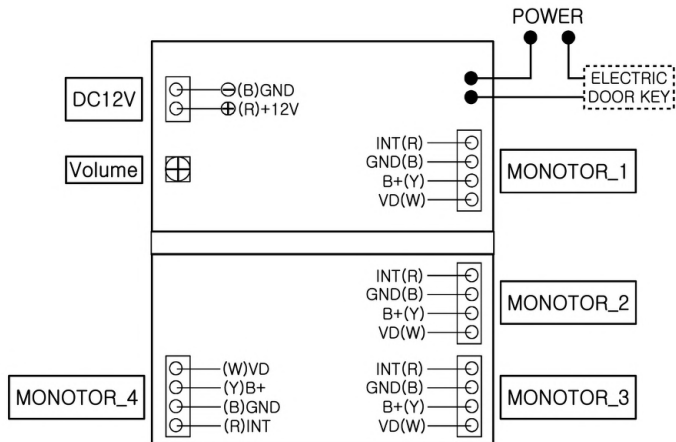 POWER
DC12V
(B)GND
(R)+12V
ELECTRIC
DOOR KEY
Volume
INT(R)
GND(B)
B+(Y)
VD(W)
MONOTOR_1
INT(R)
GND(B)
B+(Y)
VD(W)
MONOTOR_2
MONOTOR_4
(W)VD
(Y)B+
(B)GND
(R)INT
INT(R)
GND(B)
B+(Y)
VD(W)
MONOTOR_3